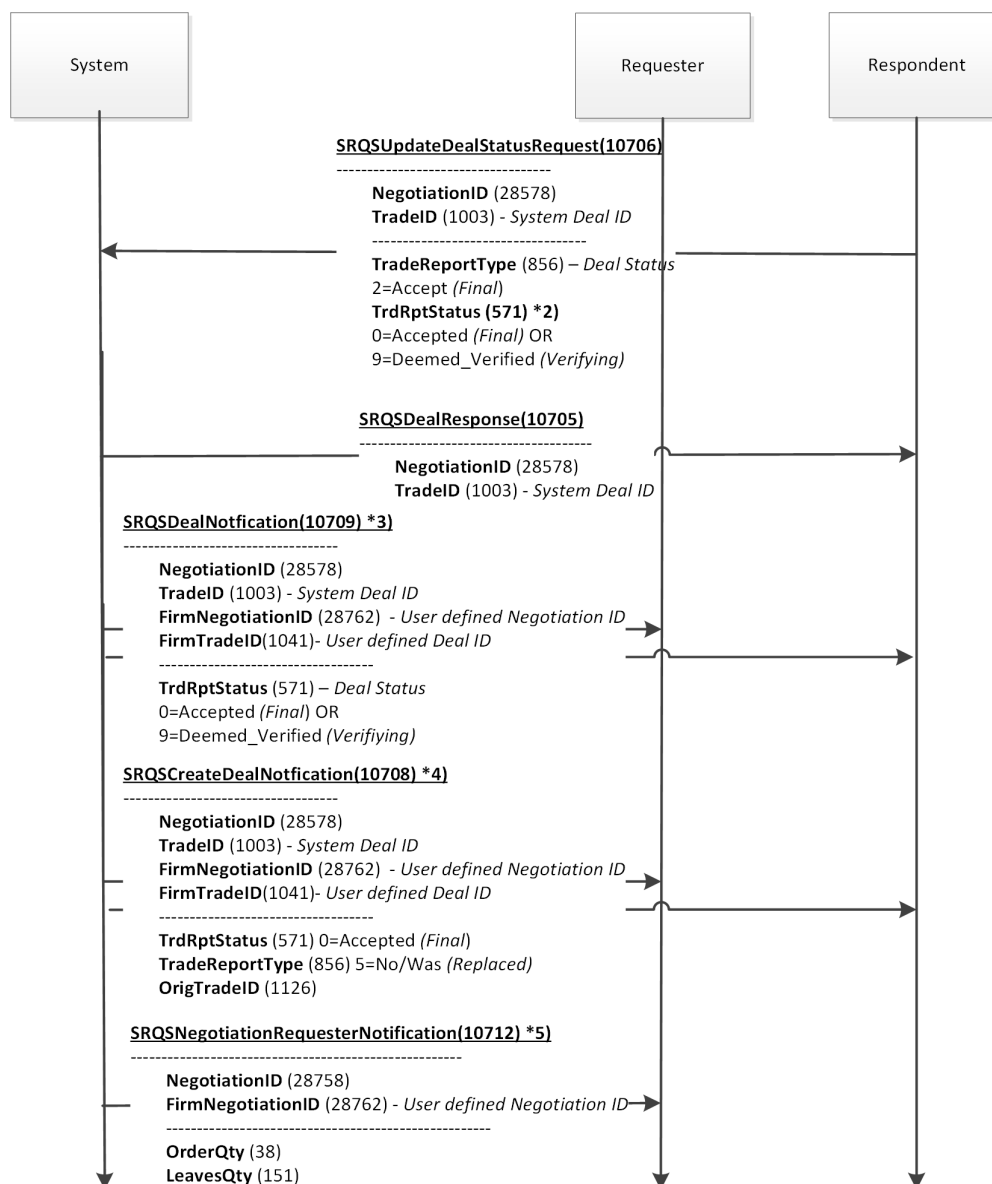 System
Requester
Respondent
SRQSUpdateDealStatusRequest(10706)
-----------------------------------
NegotiationID (28578)
TradeID (1003) - System Deal ID
-----------------------------------
TradeReportType (856) – Deal Status
2=Accept (Final)
TrdRptStatus (571) *2)
0=Accepted (Final) OR
9=Deemed_Verified (Verifying)
SRQSDealResponse(10705)
--------------------------------------
NegotiationID (28578)
TradeID (1003) - System Deal ID
SRQSDealNotfication(10709) *3)
-----------------------------------
NegotiationID (28578)
TradeID (1003) - System Deal ID
FirmNegotiationID (28762)  - User defined Negotiation ID
FirmTradeID(1041)- User defined Deal ID
-----------------------------------
TrdRptStatus (571) – Deal Status
0=Accepted (Final) OR
9=Deemed_Verified (Verifiying)
SRQSCreateDealNotfication(10708) *4)
-----------------------------------
NegotiationID (28578)
TradeID (1003) - System Deal ID
FirmNegotiationID (28762)  - User defined Negotiation ID
FirmTradeID(1041)- User defined Deal ID
-----------------------------------
TrdRptStatus (571) 0=Accepted (Final)
TradeReportType (856) 5=No/Was (Replaced)
OrigTradeID (1126)
SRQSNegotiationRequesterNotification(10712) *5)
------------------------------------------------------
NegotiationID (28758)
FirmNegotiationID (28762) - User defined Negotiation ID
-----------------------------------------------------
OrderQty (38)
LeavesQty (151)